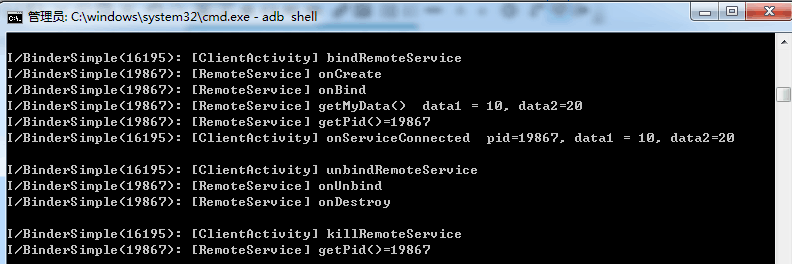 管理员: C:\windows\system32\cmd.exe - adb  shell
I/BinderSimple(16195): [ClientActivity] bindRemoteService
I/BinderSimple(19867): [RemoteService] onCreate
I/BinderSimple(19867): [RemoteService] onBind
I/BinderSimple(19867): [RemoteService] getMyData()  data1 = 10, data2=20
I/BinderSimple(19867): [RemoteService] getPid()=19867
I/BinderSimple(16195): [ClientActivity] onServiceConnected  pid=19867, data1 = 10, data2=20
I/BinderSimple(16195): [ClientActivity] unbindRemoteService
I/BinderSimple(19867): [RemoteService] onUnbind
I/BinderSimple(19867): [RemoteService] onDestroy
I/BinderSimple(16195): [ClientActivity] killRemoteService
I/BinderSimple(19867): [RemoteService] getPid()=19867